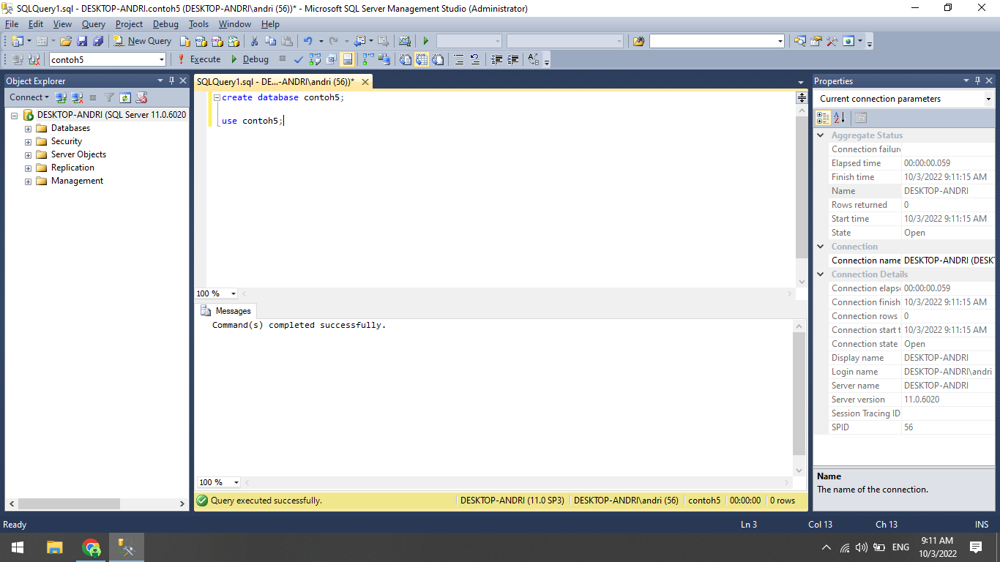 SQLQuery1.sql - DESKTOP-ANDRI.contoh5 (DESKTOP-ANDRI\andri (56))* - Microsoft SQL Server Management Studio (Administrator)
File Edit View Query Project Debug Tools Window Help
New Query
contoh5 Execute Debug
Object Explorer
Connect
DESKTOP-ANDRI (SQL Server 11.0.6020
Databases
Security
Server Objects
Replication
Management
SQLQuery1.sql - DE...-ANDRI\andri (56))*
create database contoh5;
use contoh5;
100 %
Messages
Command(s) completed successfully.
100 %
Query executed successfully. DESKTOP-ANDRI (11.0 SP3) DESKTOP-ANDRI\andri (56) contoh5 00:00:00 0 rows
Properties
Current connection parameters
Aggregate Status
Connection failure
Elapsed time 00:00:00.059
Finish time 10/3/2022 9:11:15 AM
Name DESKTOP-ANDRI
Rows returned 0
Start time 10/3/2022 9:11:15 AM
State Open
Connection
Connection name DESKTOP-ANDRI (DESK
Connection Details
Connection elapse 00:00:00.059
Connection finish 10/3/2022 9:11:15 AM
Connection rows 0
Connection start t 10/3/2022 9:11:15 AM
Connection state Open
Display name DESKTOP-ANDRI
Login name DESKTOP-ANDRI\andri
Server name DESKTOP-ANDRI
Server version 11.0.6020
Session Tracing ID
SPID 56
Name
The name of the connection.
Ready Ln 3 Col 13 Ch 13 INS
ENG 9:11 AM
10/3/2022